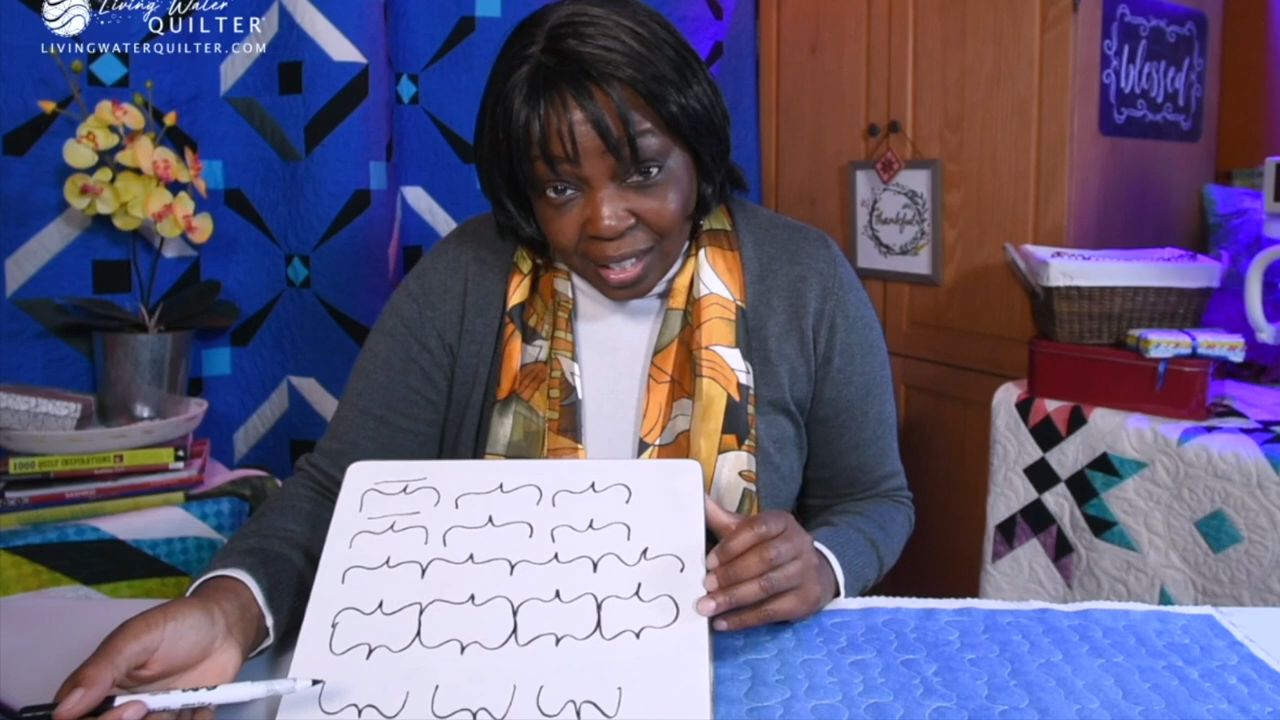 Living Water
QUILTER
LIVINGWATERQUILTER.COM
blessed
thankful
1000 QUILT INSPIRATIONS